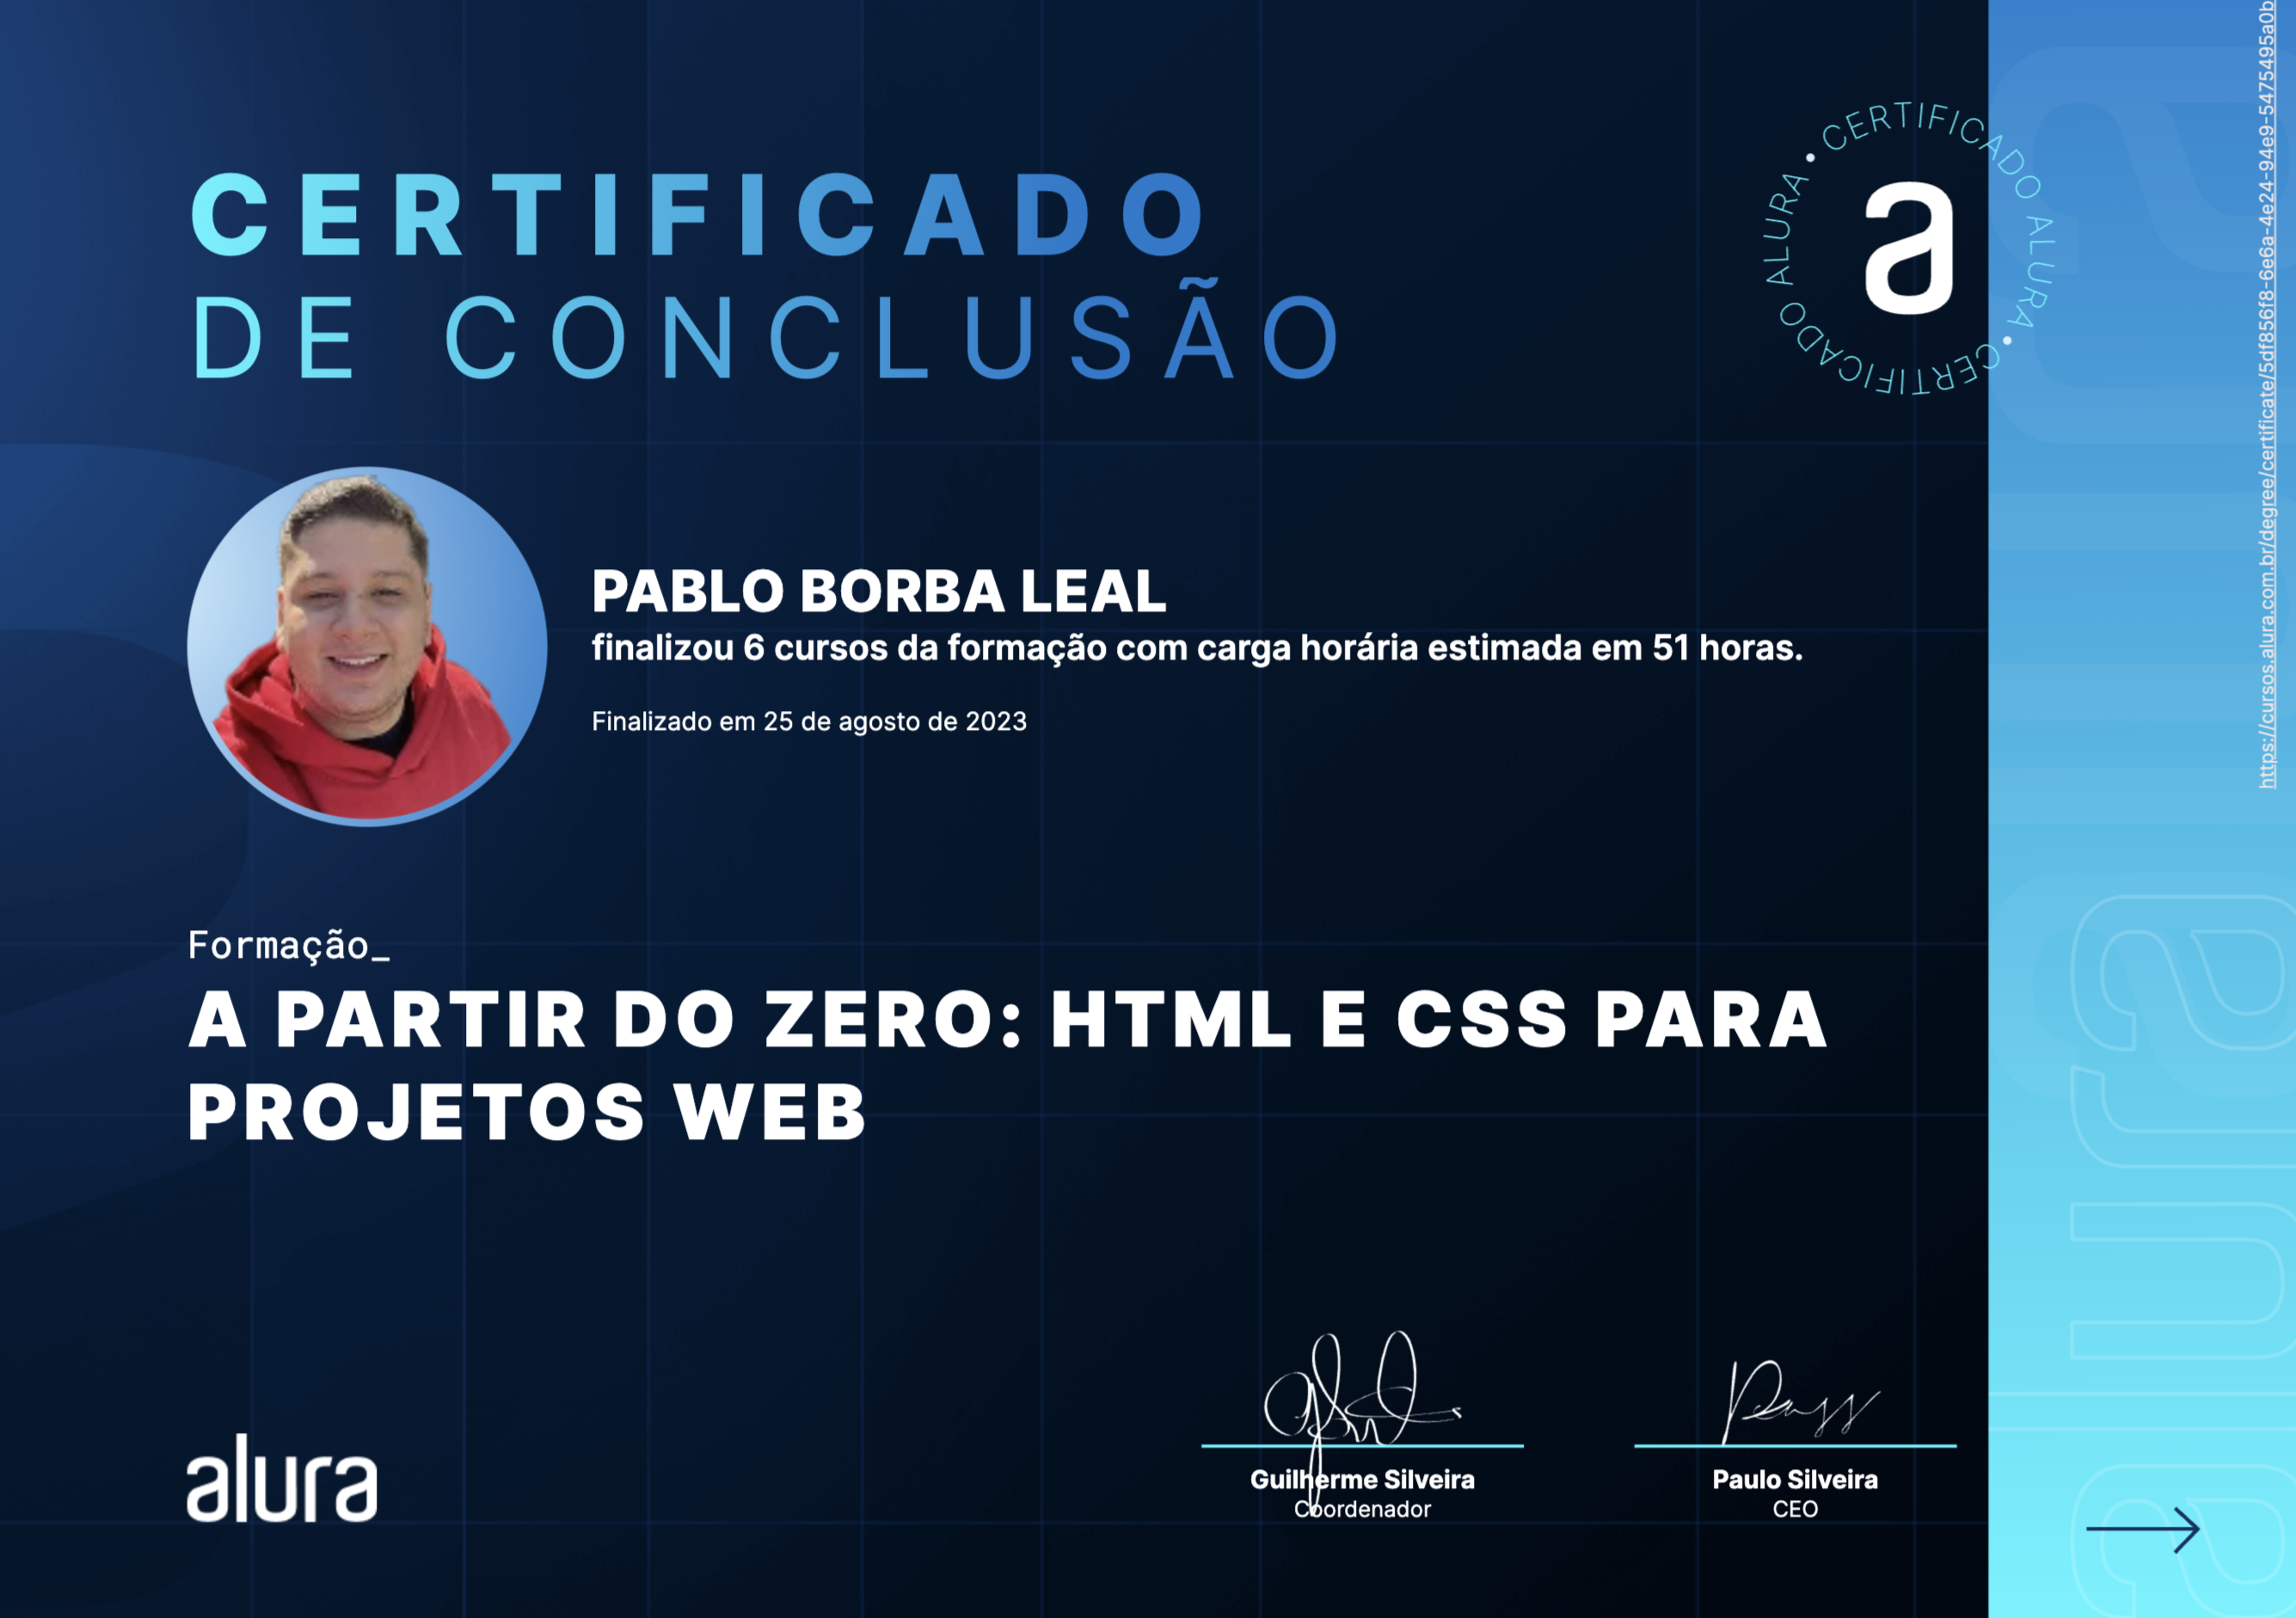 CERTIFICADO
DE CONCLUSÃO
CERTIFICADO ALURA • CERTIFICADO ALURA •
a
PABLO BORBA LEAL
finalizou 6 cursos da formação com carga horária estimada em 51 horas.
Finalizado em 25 de agosto de 2023
Formação_
A PARTIR DO ZERO: HTML E CSS PARA
PROJETOS WEB
alura
Guilherme Silveira
Coordenador
Paulo Silveira
CEO
https://cursos.alura.com.br/degree/certificate/5df856f8-6e6a-4e24-94e9-5475495a0b
alura